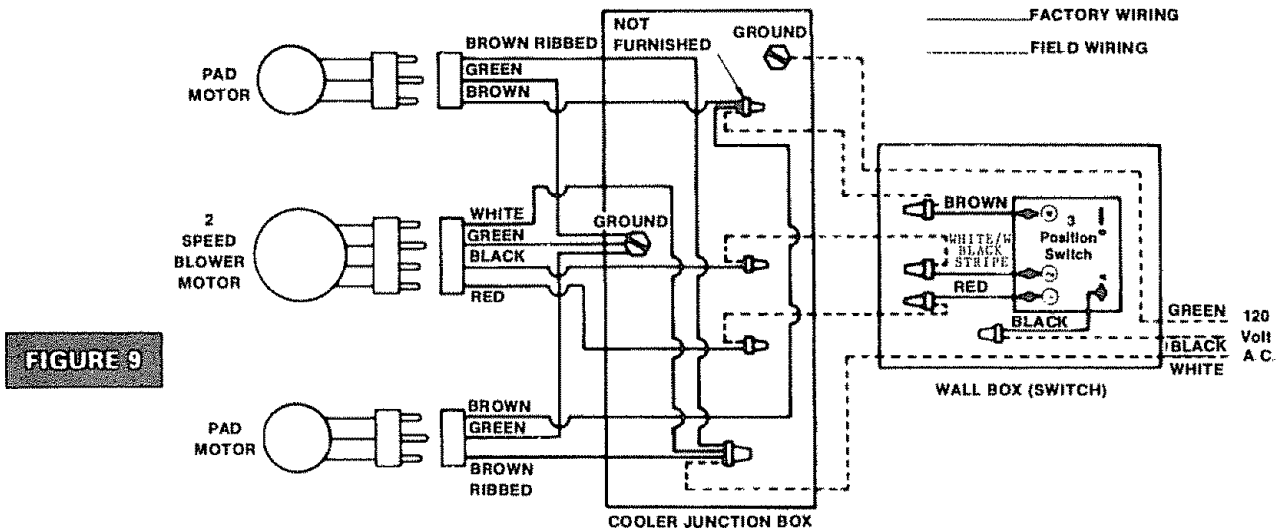 FACTORY WIRING
FIELD WIRING
NOT
FURNISHED
GROUND
PAD
MOTOR
BROWN RIBBED
GREEN
BROWN
2
SPEED
BLOWER
MOTOR
WHITE
GREEN
BLACK
RED
GROUND
BROWN
WHITE/W
BLACK
STRIPE
RED
BLACK
3
Position
Switch
GREEN
BLACK
WHITE
120
Volt
A.C.
WALL BOX (SWITCH)
FIGURE 9
PAD
MOTOR
BROWN
GREEN
BROWN
RIBBED
COOLER JUNCTION BOX